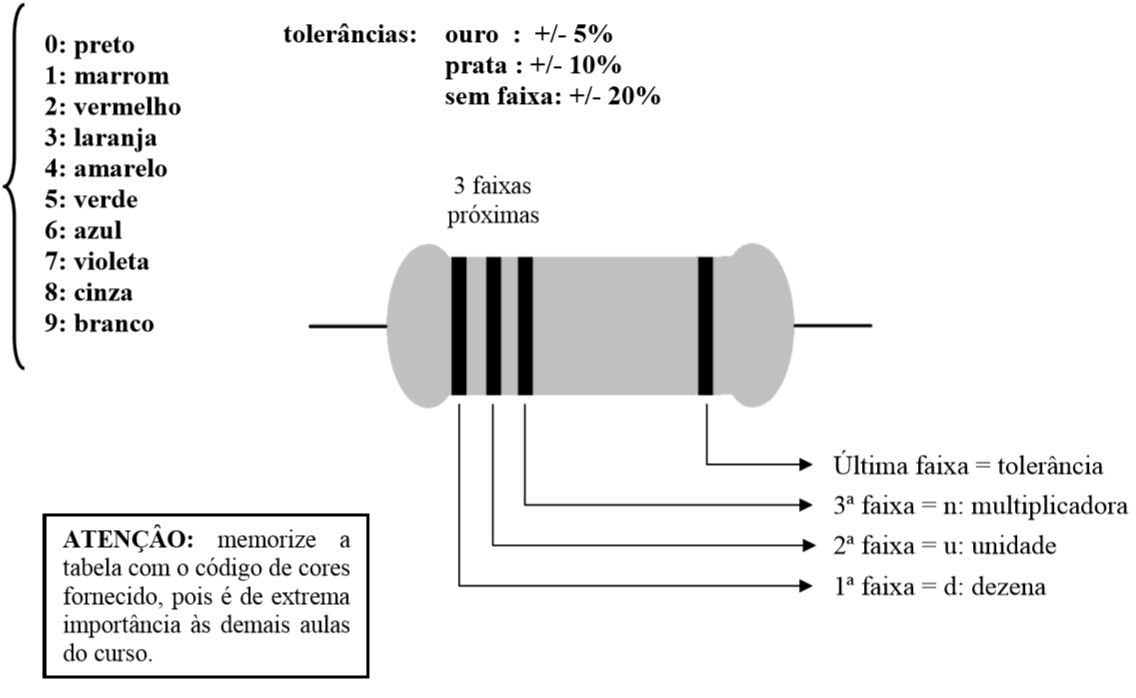 0: preto
1: marrom
2: vermelho
3: laranja
4: amarelo
5: verde
6: azul
7: violeta
8: cinza
9: branco
tolerâncias: ouro : +/- 5%
prata : +/- 10%
sem faixa: +/- 20%
3 faixas
próximas
Última faixa = tolerância
3ª faixa = n: multiplicadora
2ª faixa = u: unidade
1ª faixa = d: dezena
ATENÇÂO: memorize a
tabela com o código de cores
fornecido, pois é de extrema
importância às demais aulas
do curso.